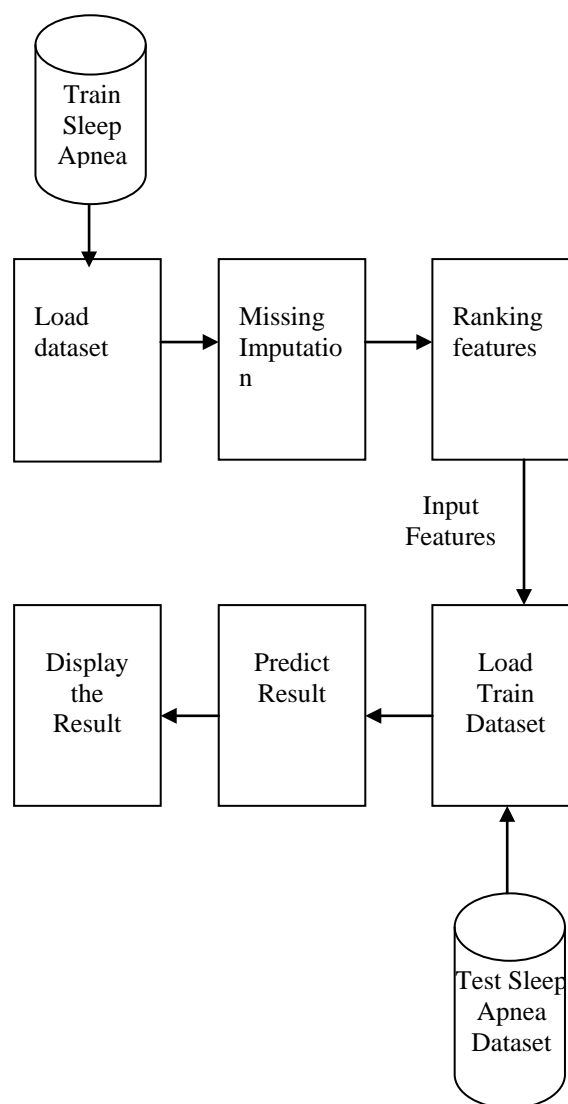 Train
Sleep
Apnea
Load
dataset
Missing
Imputatio
n
Ranking
features
Input
Features
Display
the
Result
Predict
Result
Load
Train
Dataset
Test Sleep
Apnea
Dataset